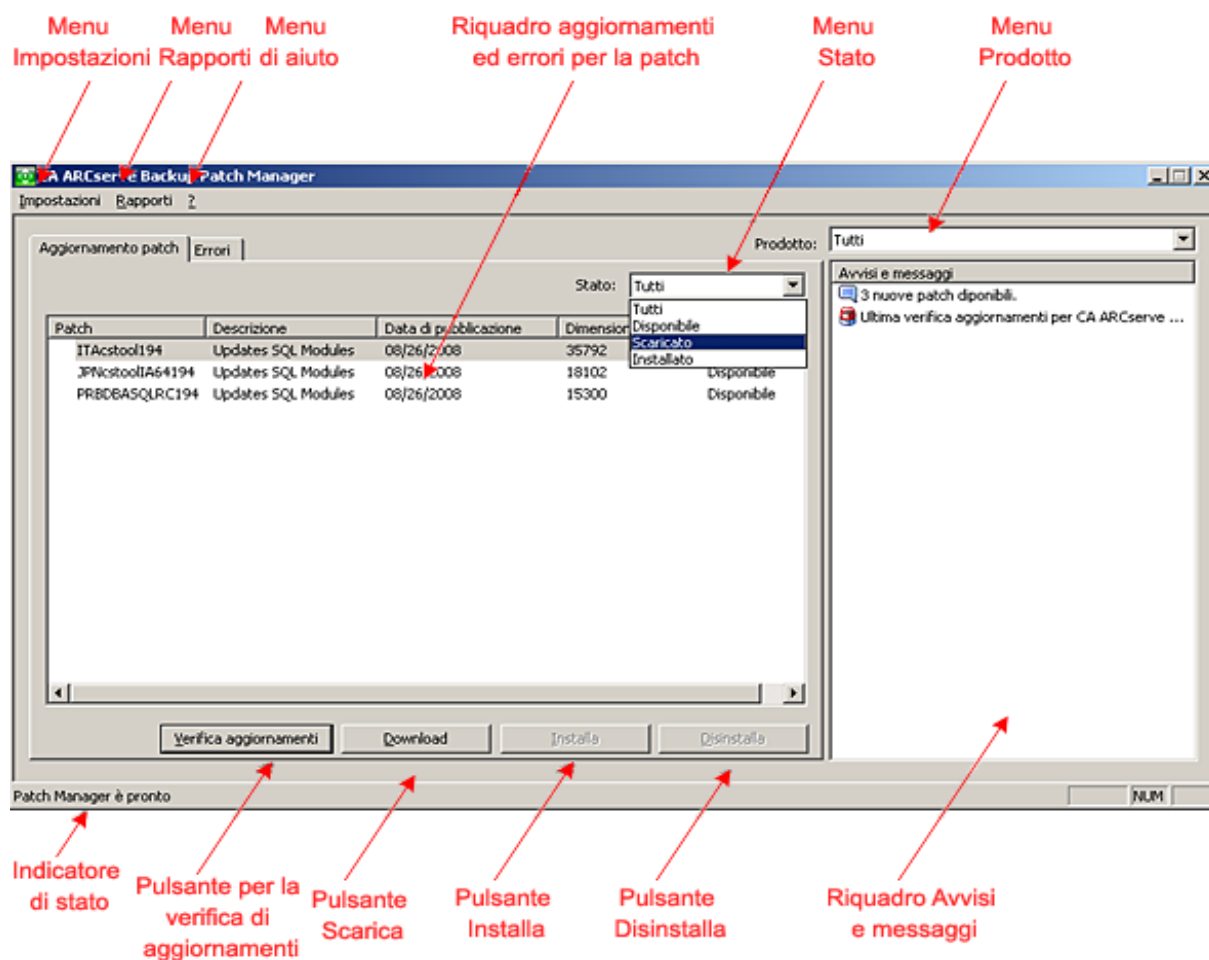 Menu
Impostazioni
Menu
Rapporti
Menu
di aiuto
Riquadro aggiornamenti
ed errori per la patch
Menu
Stato
Menu
Prodotto
CA ARCserve Backup Patch Manager
Impostazioni Rapporti ?
Aggiornamento patch Errori
Prodotto: Tutti
Stato: Tutti
Tutti
Disponibile
Scaricato
Installato
Avvisi e messaggi
3 nuove patch diponibili.
Ultima verifica aggiornamenti per CA ARCserve ...
Patch Descrizione Data di pubblicazione Dimension
ITAcstool194 Updates SQL Modules 08/26/2008 35792
JPNcstoolIA64194 Updates SQL Modules 08/26/2008 18102 Disponibile
PRBDBASQLRC194 Updates SQL Modules 08/26/2008 15300 Disponibile
Verifica aggiornamenti Download Installa Disinstalla
Patch Manager è pronto NUM
Indicatore
di stato
Pulsante per la
verifica di
aggiornamenti
Pulsante
Scarica
Pulsante
Installa
Pulsante
Disinstalla
Riquadro Avvisi
e messaggi